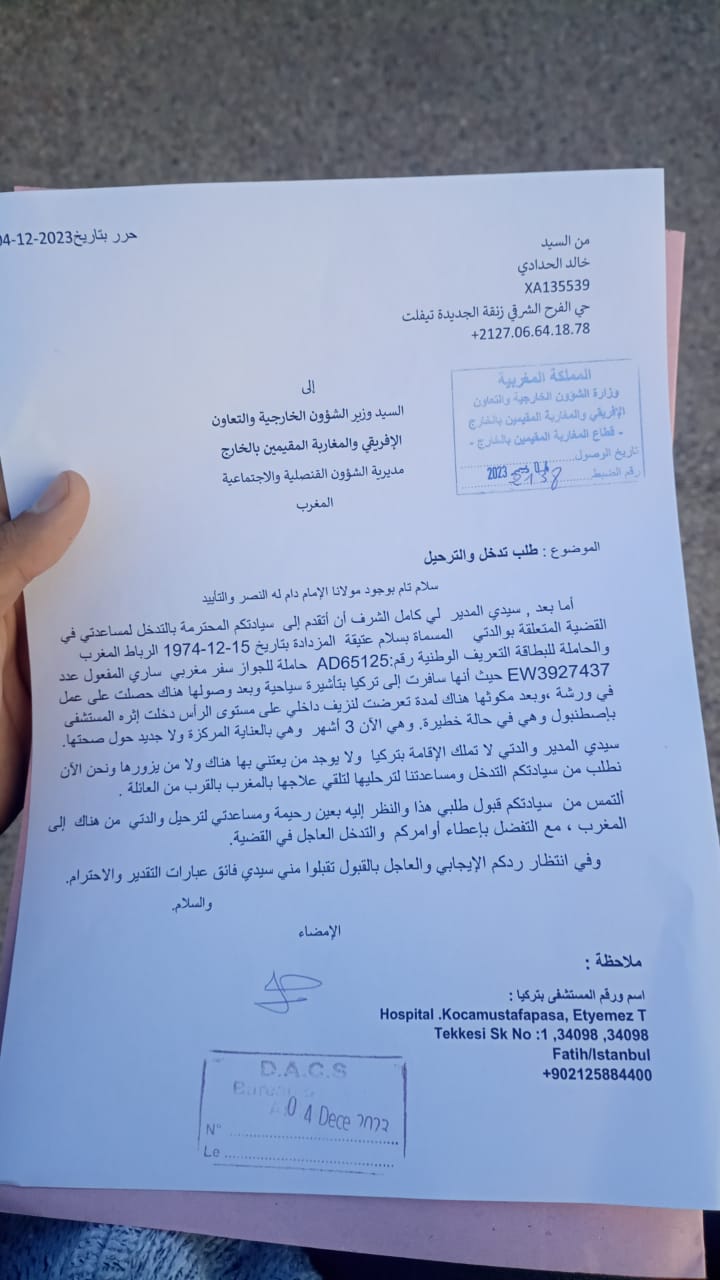 حرر بتاريخ04-12-2023
من السيد
خالد الحدادي
XA135539
حي الفرح الشرقي زنقة الجديدة تيفلت
+2127.06.64.18.78
إلى
السيد وزير الشؤون الخارجية والتعاون
الإفريقي والمغاربة المقيمين بالخارج
مديرية الشؤون القنصلية والاجتماعية
المغرب
المملكة المغربية
وزارة الشؤون الخارجية والتعاون
الإفريقي والمغاربة المقيمين بالخارج
- قطاع المغاربة المقيمين بالخارج -
تاريخ الوصول
رقم الضبط 2138 2023
الموضوع : طلب تدخل والترحيل
سلام تام بوجود مولانا الإمام دام له النصر والتأييد
أما بعد , سيدي المدير لي كامل الشرف أن أتقدم إلى سيادتكم المحترمة بالتدخل لمساعدتي في
القضية المتعلقة بوالدتي المسماة بسلام عتيقة المزدادة بتاريخ 15-12-1974 الرباط المغرب
والحاملة للبطاقة التعريف الوطنية رقم:AD65125 حاملة للجواز سفر مغربي ساري المفعول عدد
EW3927437 حيث أنها سافرت إلى تركيا بتأشيرة سياحية وبعد وصولها هناك حصلت على عمل
في ورشة ،وبعد مكوثها هناك لمدة تعرضت لنزيف داخلي على مستوى الرأس دخلت إثره المستشفى
بإصطنبول وهي في حالة خطيرة. وهي الآن 3 أشهر وهي بالعناية المركزة ولا جديد حول صحتها.
سيدي المدير والدتي لا تملك الإقامة بتركيا ولا يوجد من يعتني بها هناك ولا من يزورها ونحن الآن
نطلب من سيادتكم التدخل ومساعدتنا لترحليها لتلقي علاجها بالمغرب بالقرب من العائلة .
ألتمس من سيادتكم قبول طلبي هذا والنظر إليه بعين رحيمة ومساعدتي لترحيل والدتي من هناك إلى
المغرب ، مع التفضل بإعطاء أوامركم والتدخل العاجل في القضية.
وفي انتظار ردكم الإيجابي والعاجل بالقبول تقبلوا مني سيدي فائق عبارات التقدير والاحترام.
والسلام.
الإمضاء
ملاحظة :
اسم ورقم المستشفى بتركيا :
Hospital .Kocamustafapasa, Etyemez T
Tekkesi Sk No :1 ,34098 ,34098
Fatih/Istanbul
+902125884400
D.A.C.S
0 4 Dece 2023
N°
Le